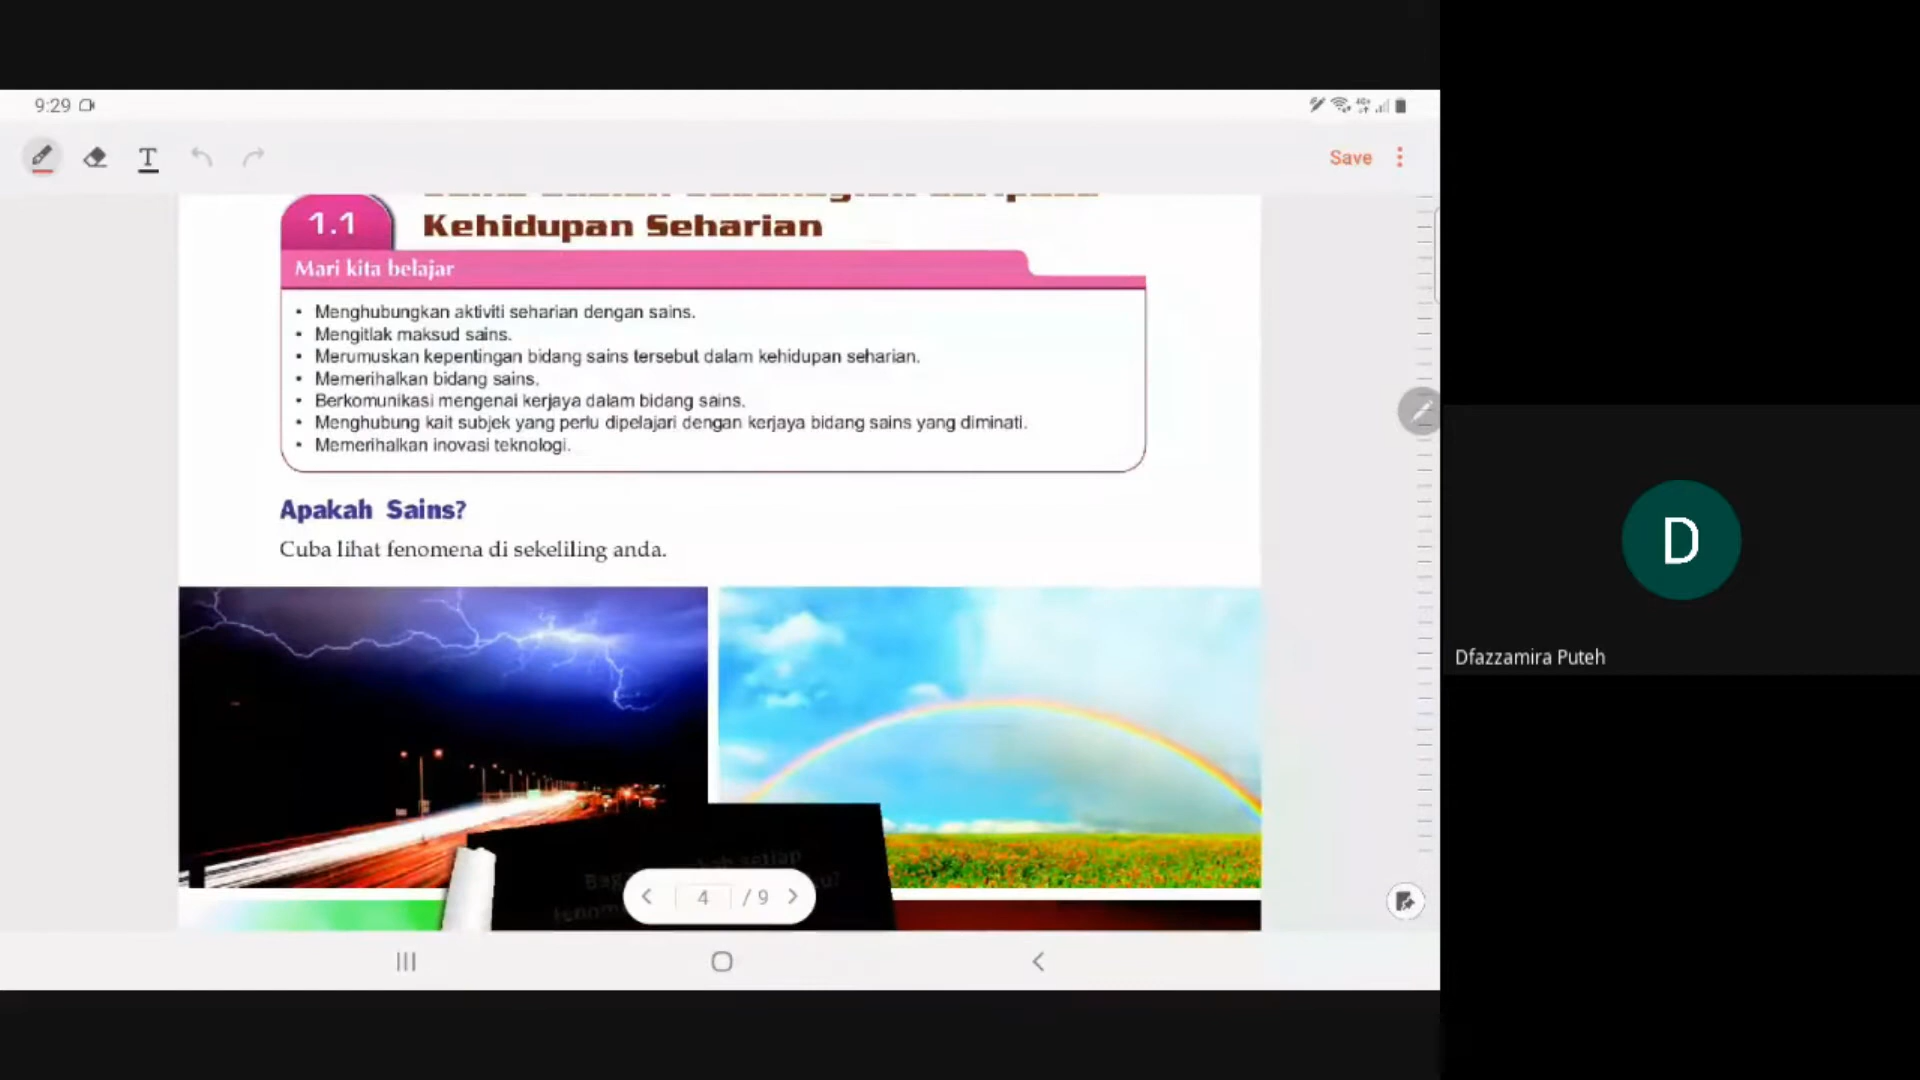 9:29
T
Save
1.1
Kehidupan Seharian
Mari kita belajar
• Menghubungkan aktiviti seharian dengan sains.
• Mengitlak maksud sains.
• Merumuskan kepentingan bidang sains tersebut dalam kehidupan seharian.
• Memerihalkan bidang sains.
• Berkomunikasi mengenai kerjaya dalam bidang sains.
• Menghubung kait subjek yang perlu dipelajari dengan kerjaya bidang sains yang diminati.
• Memerihalkan inovasi teknologi.
Apakah Sains?
Cuba lihat fenomena di sekeliling anda.
4 / 9
D
Dfazzamira Puteh